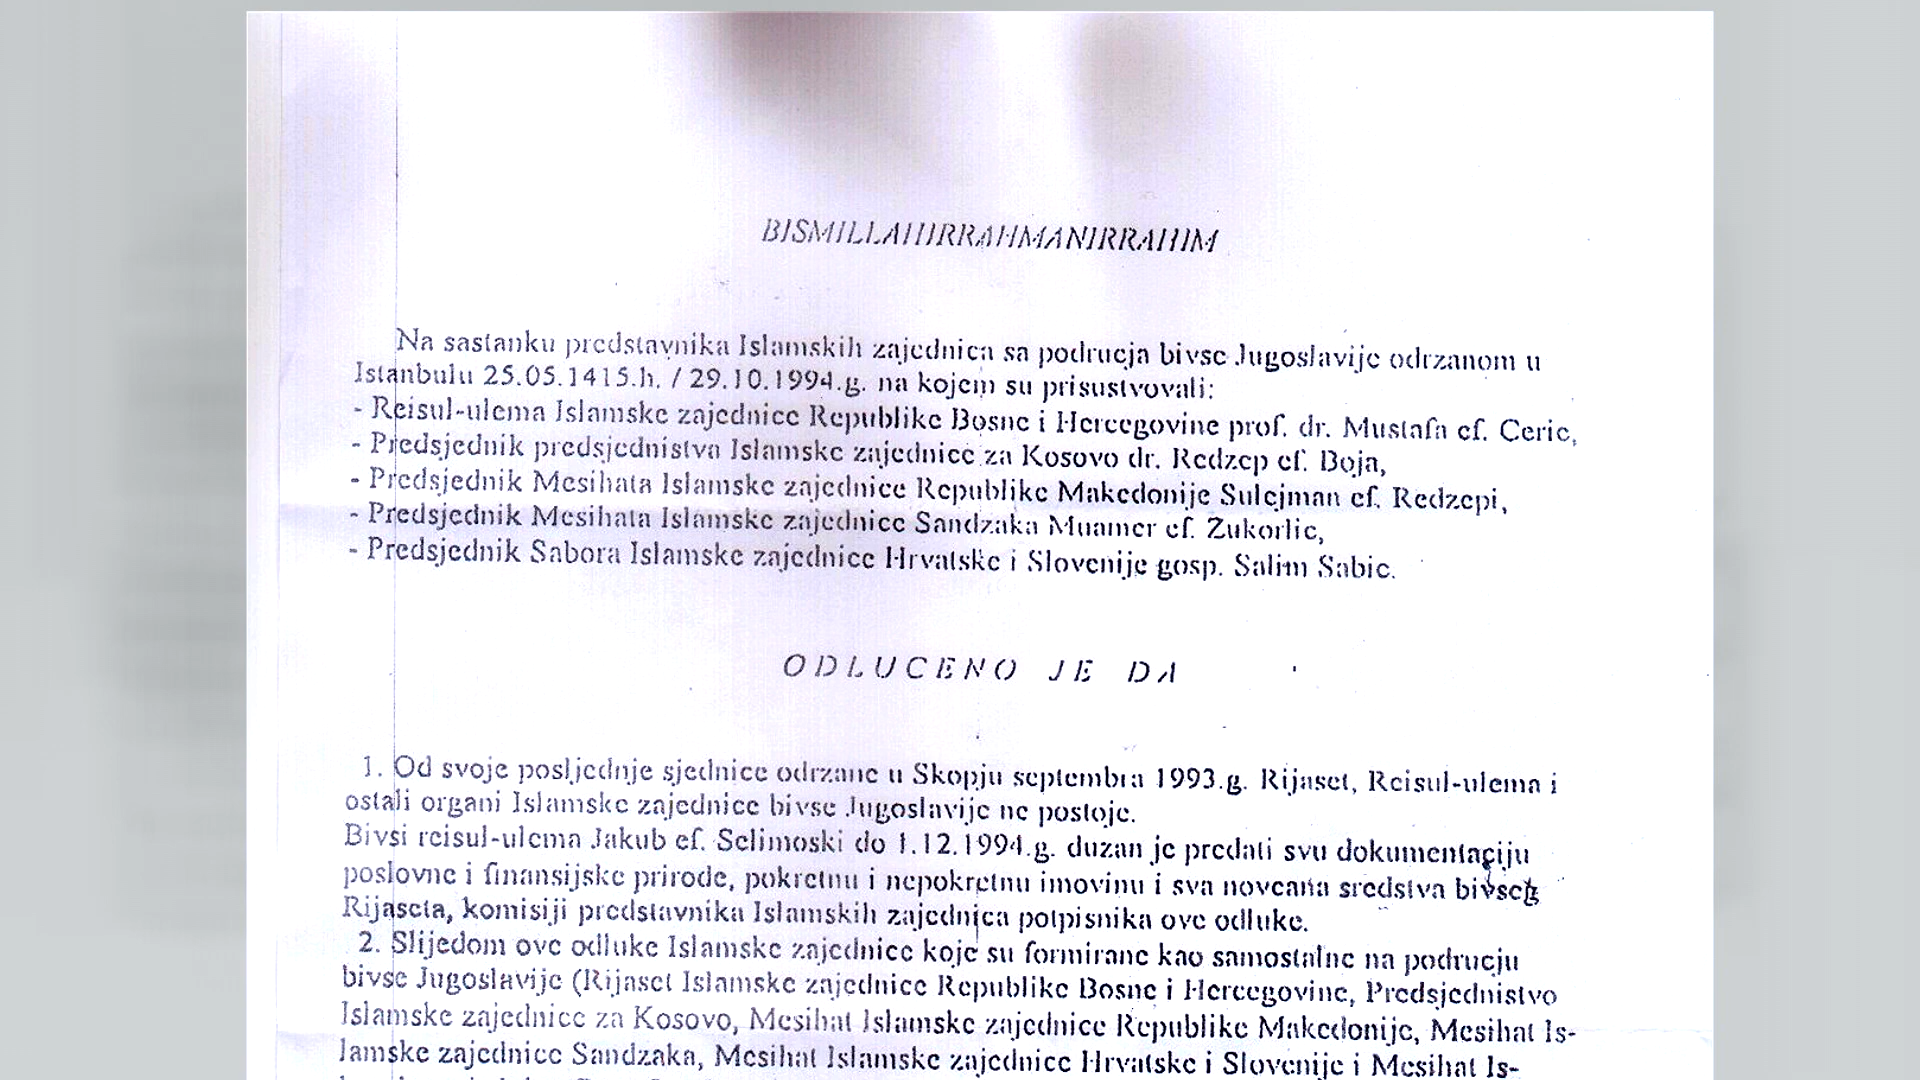 BISMILLAHIRRAHMANIRRAHIM
Na sastanku predstavnika Islamskih zajednica sa podrucja bivse Jugoslavije odrzanom u
Istanbulu 25.05.1415.h. / 29.10.1994.g. na kojem su prisustvovali:
- Reisul-ulema Islamske zajednice Republike Bosne i Hercegovine prof. dr. Mustafa ef. Ceric,
- Predsjednik predsjednistva Islamske zajednice za Kosovo dr. Redzep ef. Boja,
- Predsjednik Mesihata Islamske zajednice Republike Makedonije Sulejman ef. Redzepi,
- Predsjednik Mesihata Islamske zajednice Sandzaka Muamer ef. Zukorlic,
- Predsjednik Sabora Islamske zajednice Hrvatske i Slovenije gosp. Salim Sabic.
ODLUCENO JE DA
1. Od svoje posljednje sjednice odrzane u Skopju septembra 1993.g. Rijaset, Reisul-ulema i
ostali organi Islamske zajednice bivse Jugoslavije ne postoje.
Bivsi reisul-ulema Jakub ef. Selimoski do 1.12.1994.g. duzan je predati svu dokumentaciju
poslovne i finansijske prirode, pokretnu i nepokretnu imovinu i sva novcana sredstva bivseg
Rijaseta, komisiji predstavnika Islamskih zajednica potpisnika ove odluke.
2. Slijedom ove odluke Islamske zajednice koje su formirane kao samostalne na podrucju
bivse Jugoslavije (Rijaset Islamske zajednice Republike Bosne i Hercegovine, Predsjednistvo
Islamske zajednice za Kosovo, Mesihat Islamske zajednice Republike Makedonije, Mesihat Is-
lamske zajednice Sandzaka, Mesihat Islamske zajednice Hrvatske i Slovenije i Mesihat Is-